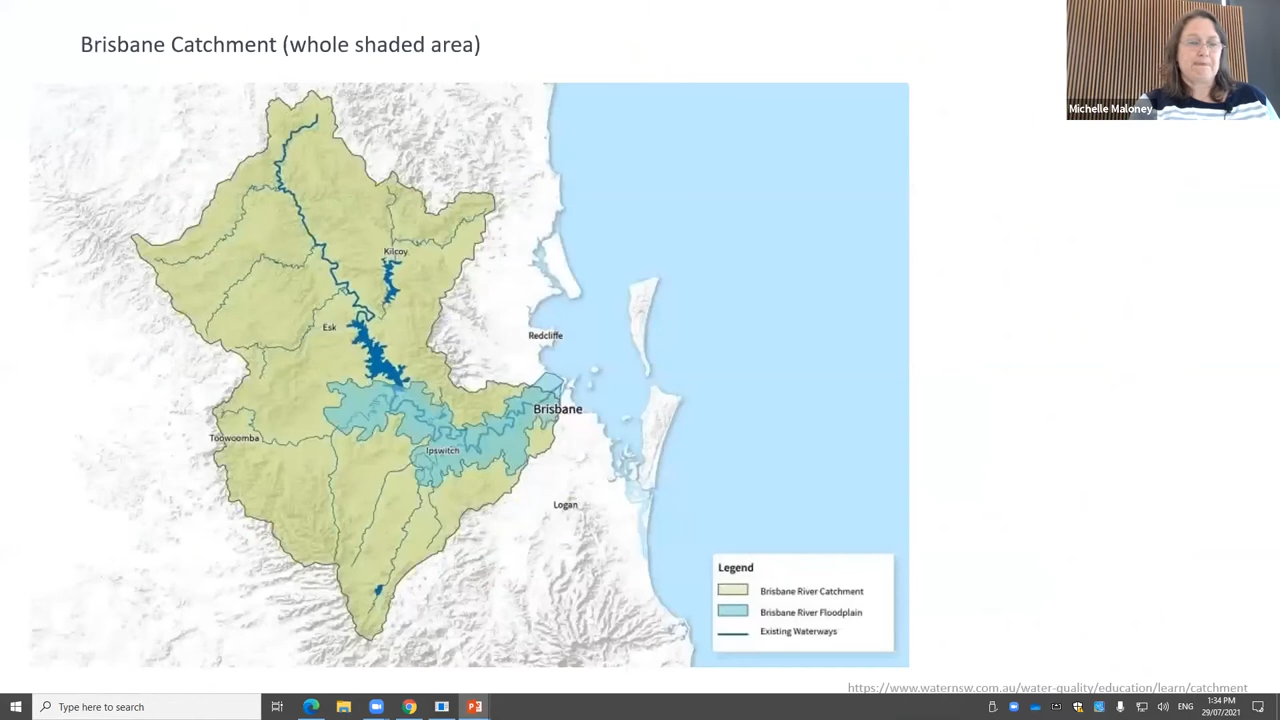 Brisbane Catchment (whole shaded area)
Michelle Maloney
Kilcoy
Esk
Redcliffe
Brisbane
Toowoomba
Ipswitch
Logan
Legend
Brisbane River Catchment
Brisbane River Floodplain
Existing Waterways
https://www.waternsw.com.au/water-quality/education/learn/catchment
Type here to search
ENG
1:34 PM
29/07/2021